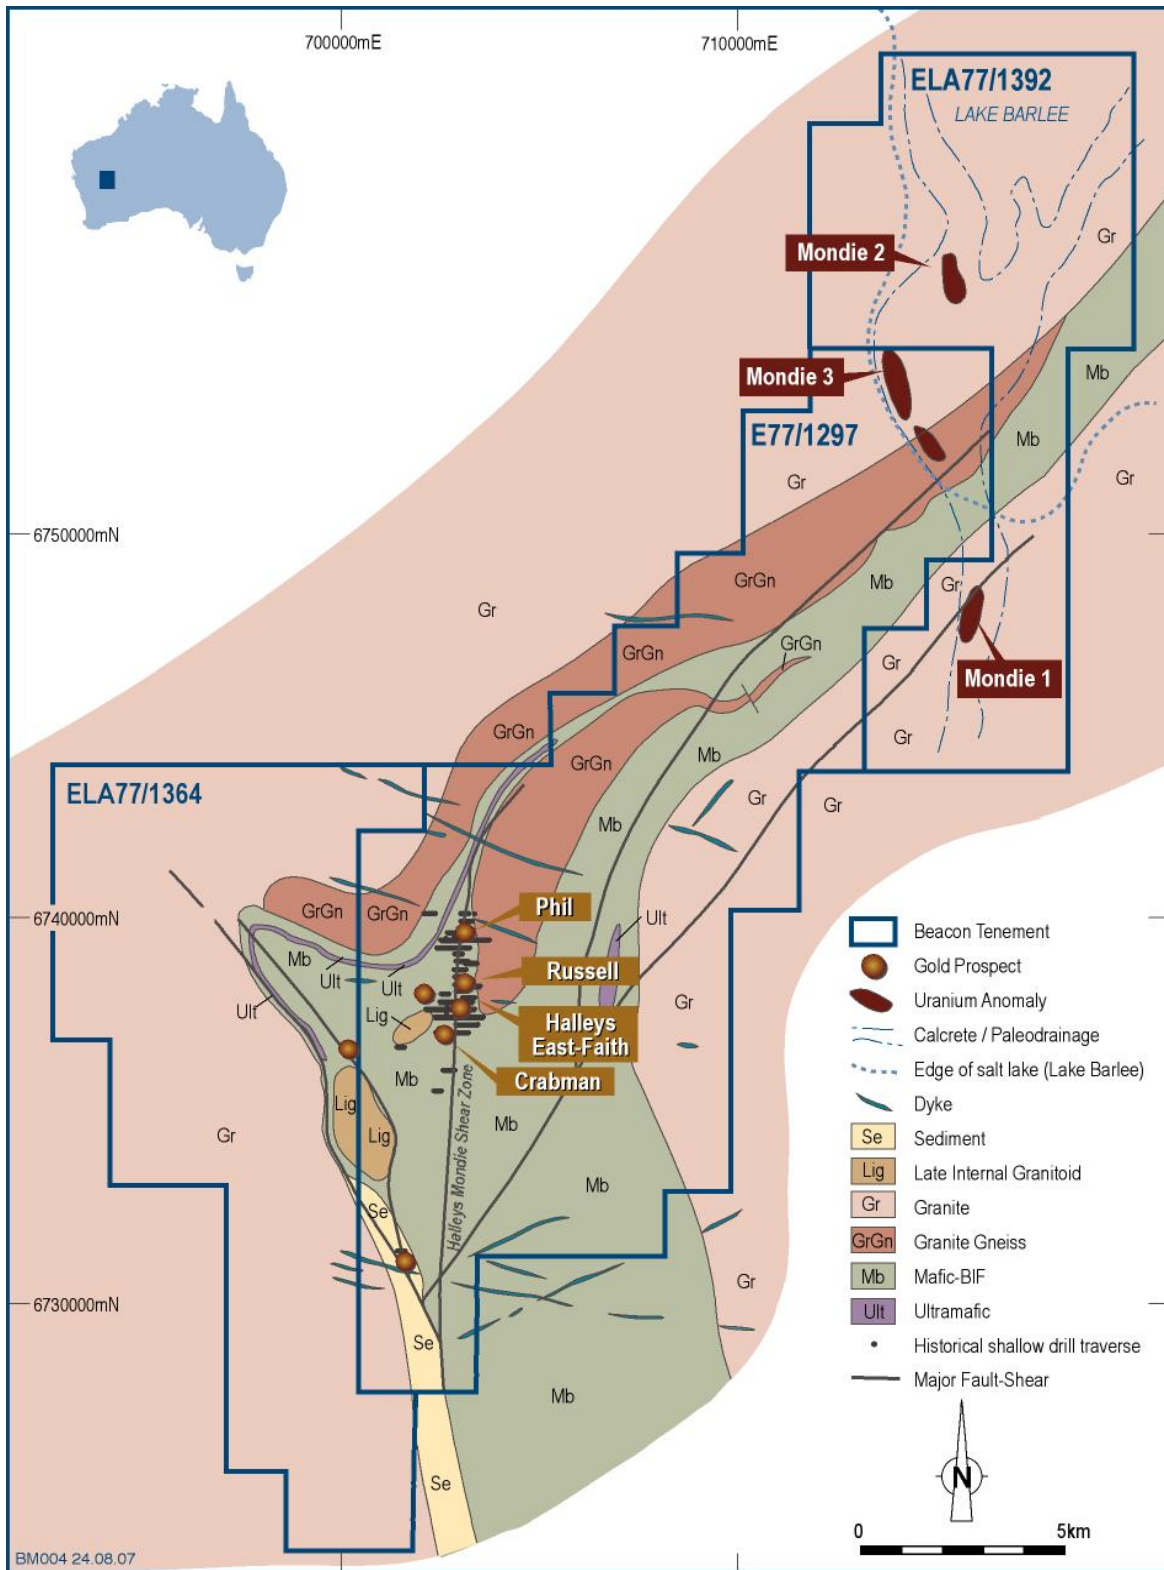 700000mE
710000mE
ELA77/1392
LAKE BARLEE
Gr
Mondie 2
Mb
Mondie 3
Mb
E77/1297
Gr
Gr
6750000mN
GrGn
Mb
Gr
Gr
GrGn
GrGn
Gr
Mondie 1
GrGn
GrGn
Gr
Mb
ELA77/1364
Gr
Gr
Mb
6740000mN
GrGn
GrGn
Phil
Ult
Mb
Ult
Ult
Russell
Ult
Lig
Gr
Halleys
East-Faith
Crabman
Mb
Lig
Lig
Gr
Mb
Halleys Mondie Shear Zone
Mb
Se
Gr
6730000mN
Se
Mb
Se
Beacon Tenement
Gold Prospect
Uranium Anomaly
Calcrete / Paleodrainage
Edge of salt lake (Lake Barlee)
Dyke
Se Sediment
Lig Late Internal Granitoid
Gr Granite
GrGn Granite Gneiss
Mb Mafic-BIF
Ult Ultramafic
Historical shallow drill traverse
Major Fault-Shear
N
0 5km
BM004 24.08.07